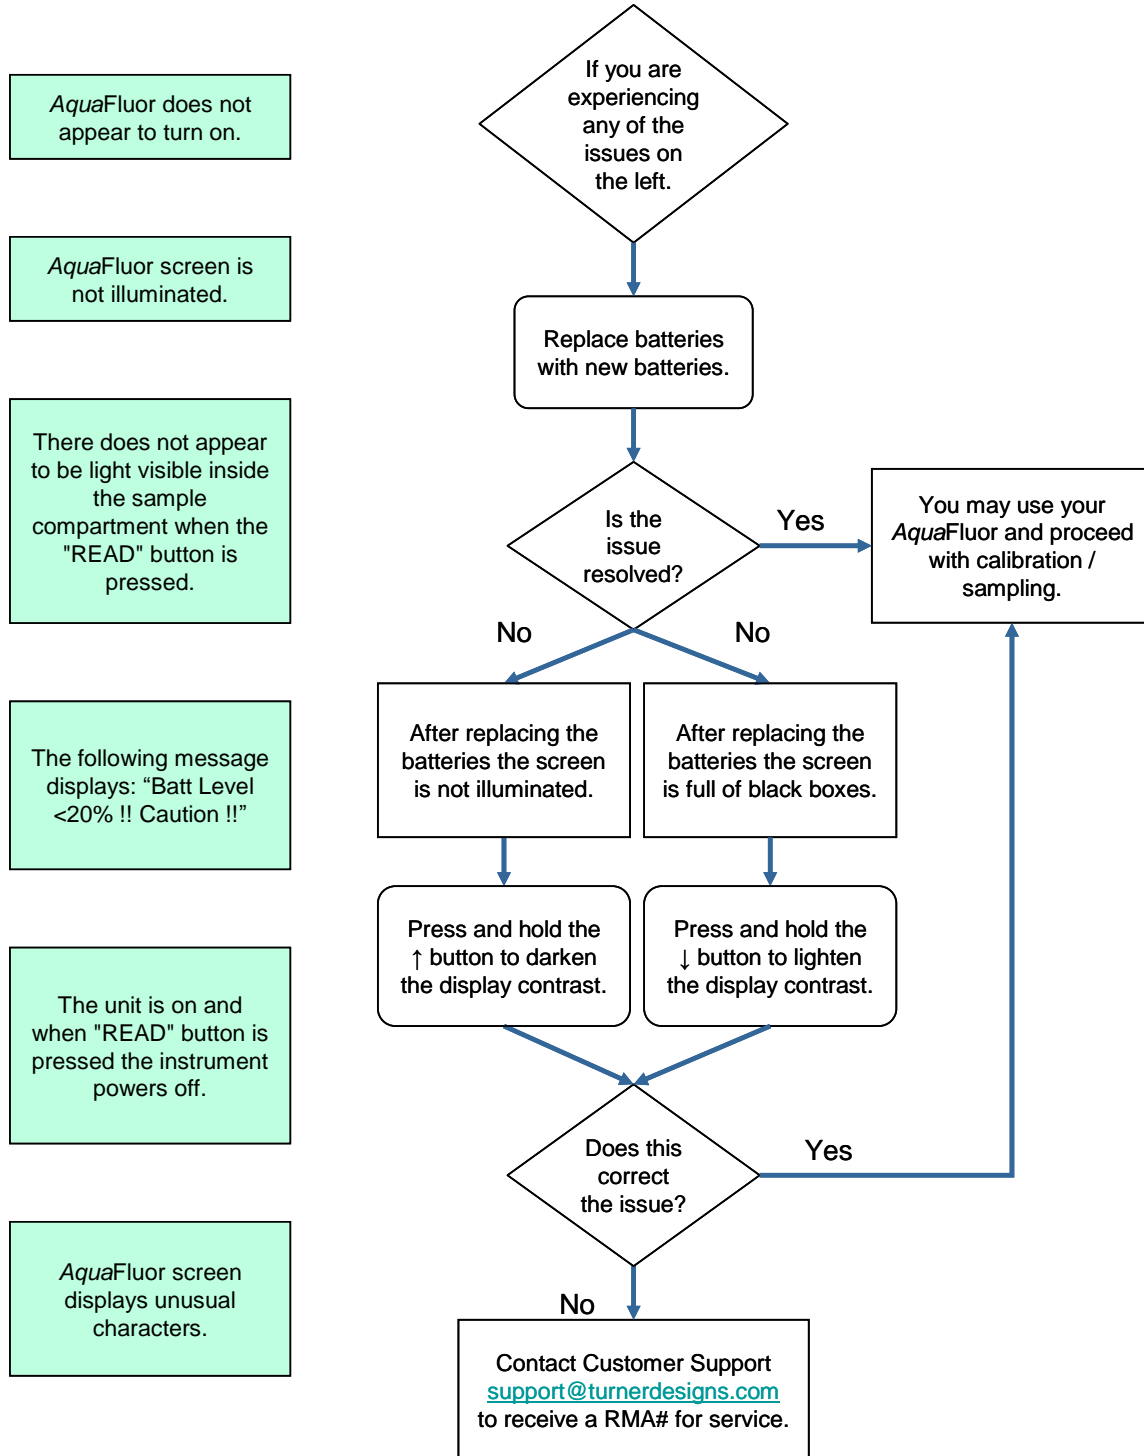 AquaFluor does not
appear to turn on.
AquaFluor screen is
not illuminated.
There does not appear
to be light visible inside
the sample
compartment when the
"READ" button is
pressed.
The following message
displays: “Batt Level
<20% !! Caution !!”
The unit is on and
when "READ" button is
pressed the instrument
powers off.
AquaFluor screen
displays unusual
characters.
If you are
experiencing
any of the
issues on
the left.
Replace batteries
with new batteries.
Is the
issue
resolved?
Yes
You may use your
AquaFluor and proceed
with calibration /
sampling.
No
No
After replacing the
batteries the screen
is not illuminated.
After replacing the
batteries the screen
is full of black boxes.
Press and hold the
↑ button to darken
the display contrast.
Press and hold the
↓ button to lighten
the display contrast.
Does this
correct
the issue?
Yes
No
Contact Customer Support
support@turnerdesigns.com
to receive a RMA# for service.